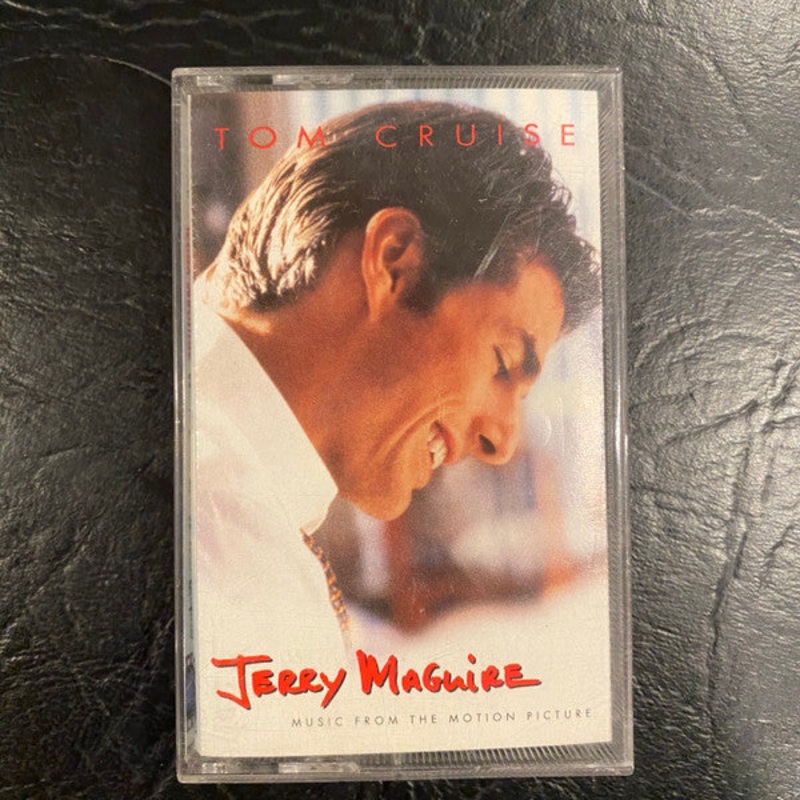 TOM CRUISE
JERRY MAGUIRE
MUSIC FROM THE MOTION PICTURE